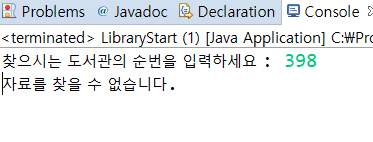 Problems @ Javadoc Declaration Console
<terminated> LibraryStart (1) [Java Application] C:₩Pro
찾으시는 도서관의 순번을 입력하세요 : 398
자료를 찾을 수 없습니다.